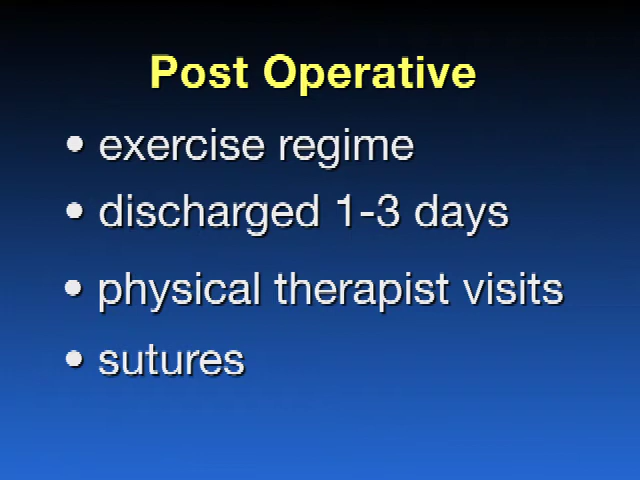 Post Operative
• exercise regime
• discharged 1-3 days
• physical therapist visits
• sutures